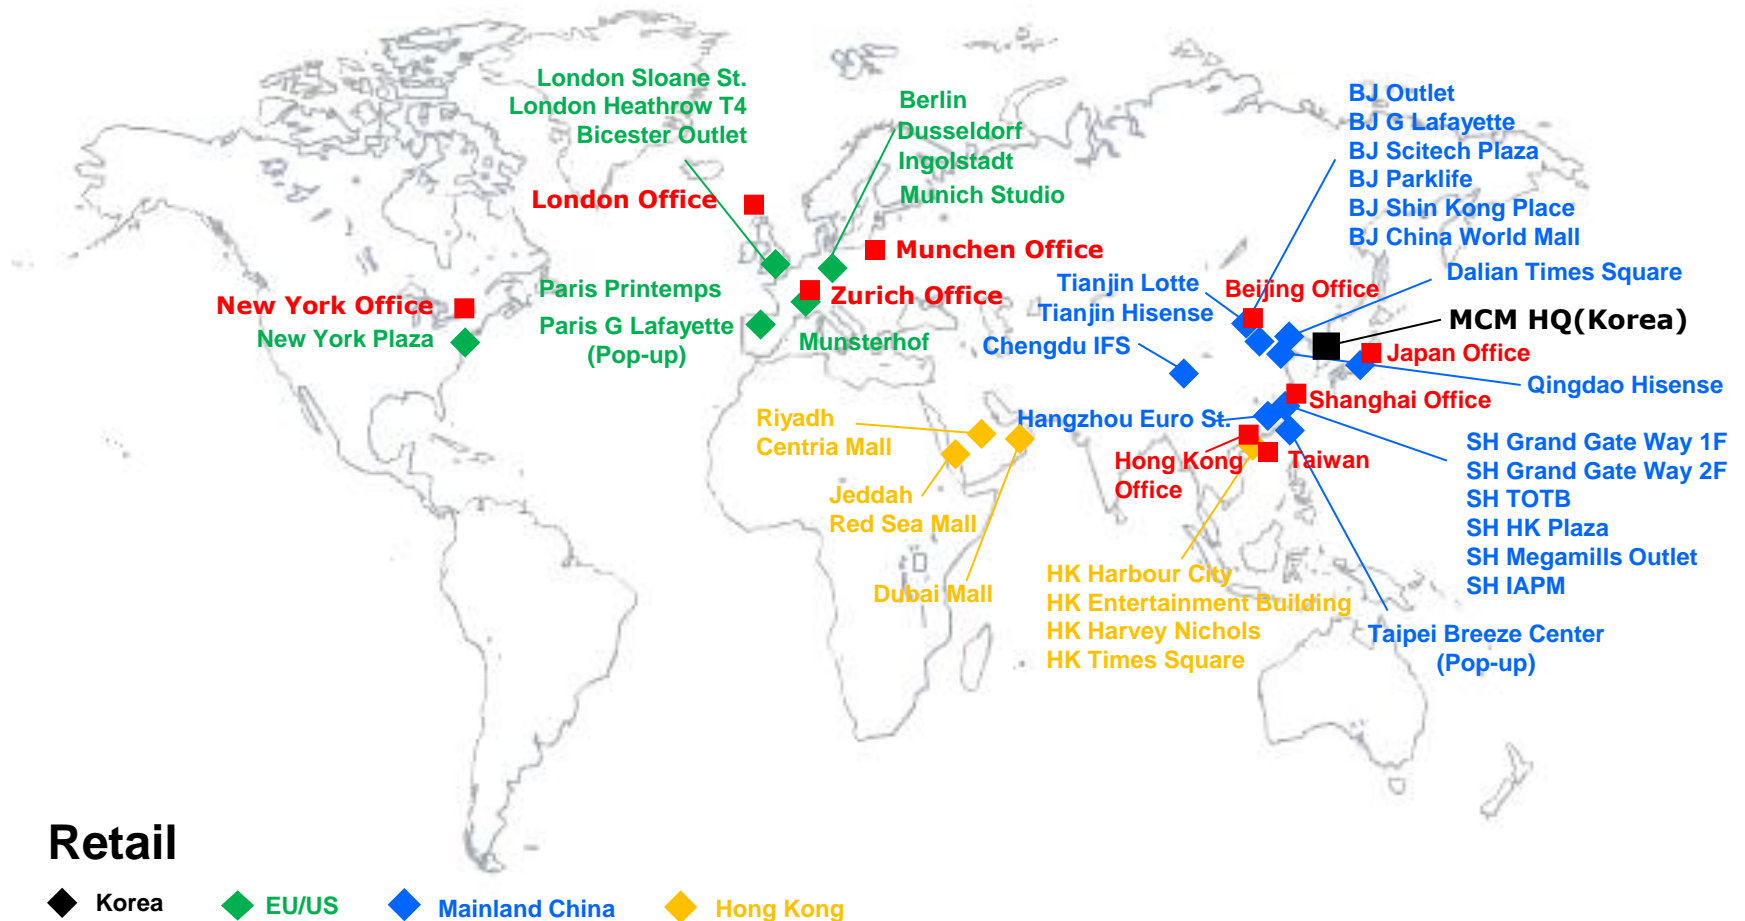 London Sloane St.
London Heathrow T4
Bicester Outlet
Berlin
Dusseldorf
Ingolstadt
Munich Studio
BJ Outlet
BJ G Lafayette
BJ Scitech Plaza
BJ Parklife
BJ Shin Kong Place
BJ China World Mall
London Office
Munchen Office
Zurich Office
New York Office
New York Plaza
Paris Printemps
Paris G Lafayette
(Pop-up)
Munsterhof
Tianjin Lotte
Tianjin Hisense
Beijing Office
Dalian Times Square
MCM HQ(Korea)
Chengdu IFS
Japan Office
Qingdao Hisense
Shanghai Office
Hangzhou Euro St.
Riyadh
Centria Mall
Hong Kong
Office
Taiwan
SH Grand Gate Way 1F
SH Grand Gate Way 2F
SH TOTB
SH HK Plaza
SH Megamills Outlet
SH IAPM
Jeddah
Red Sea Mall
Dubai Mall
HK Harbour City
HK Entertainment Building
HK Harvey Nichols
HK Times Square
Taipei Breeze Center
(Pop-up)
Retail
Korea
EU/US
Mainland China
Hong Kong